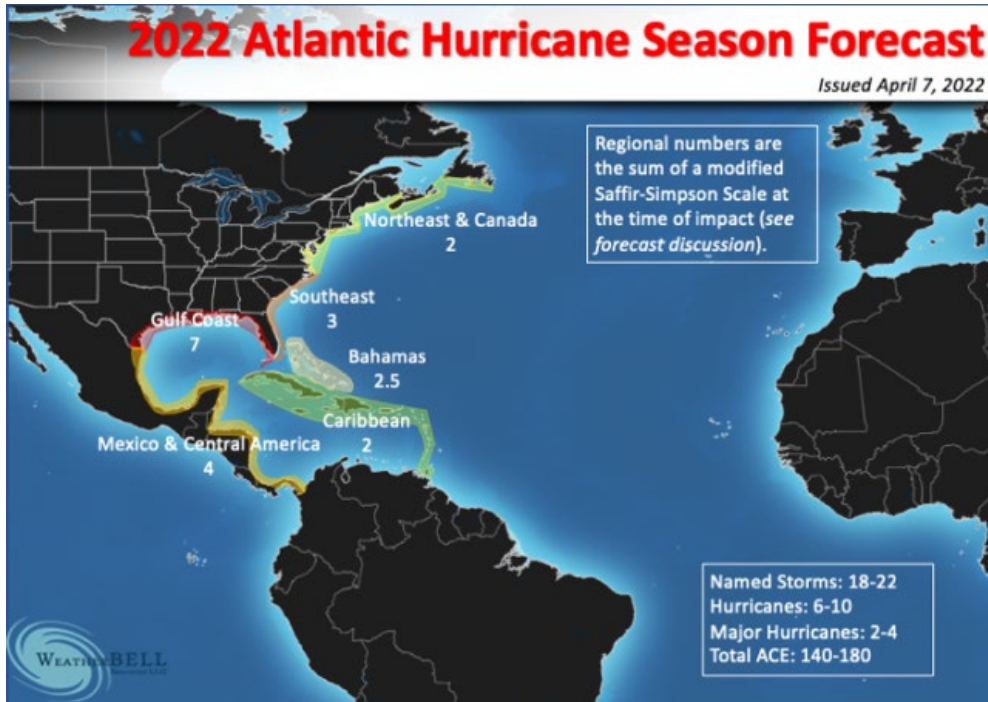 2022 Atlantic Hurricane Season Forecast
Issued April 7, 2022
Regional numbers are
the sum of a modified
Saffir-Simpson Scale at
the time of impact (see
forecast discussion).
Northeast & Canada
2
Southeast
3
Gulf Coast
7
Bahamas
2.5
Caribbean
2
Mexico & Central America
4
Named Storms: 18-22
Hurricanes: 6-10
Major Hurricanes: 2-4
Total ACE: 140-180
WEATHERBELL